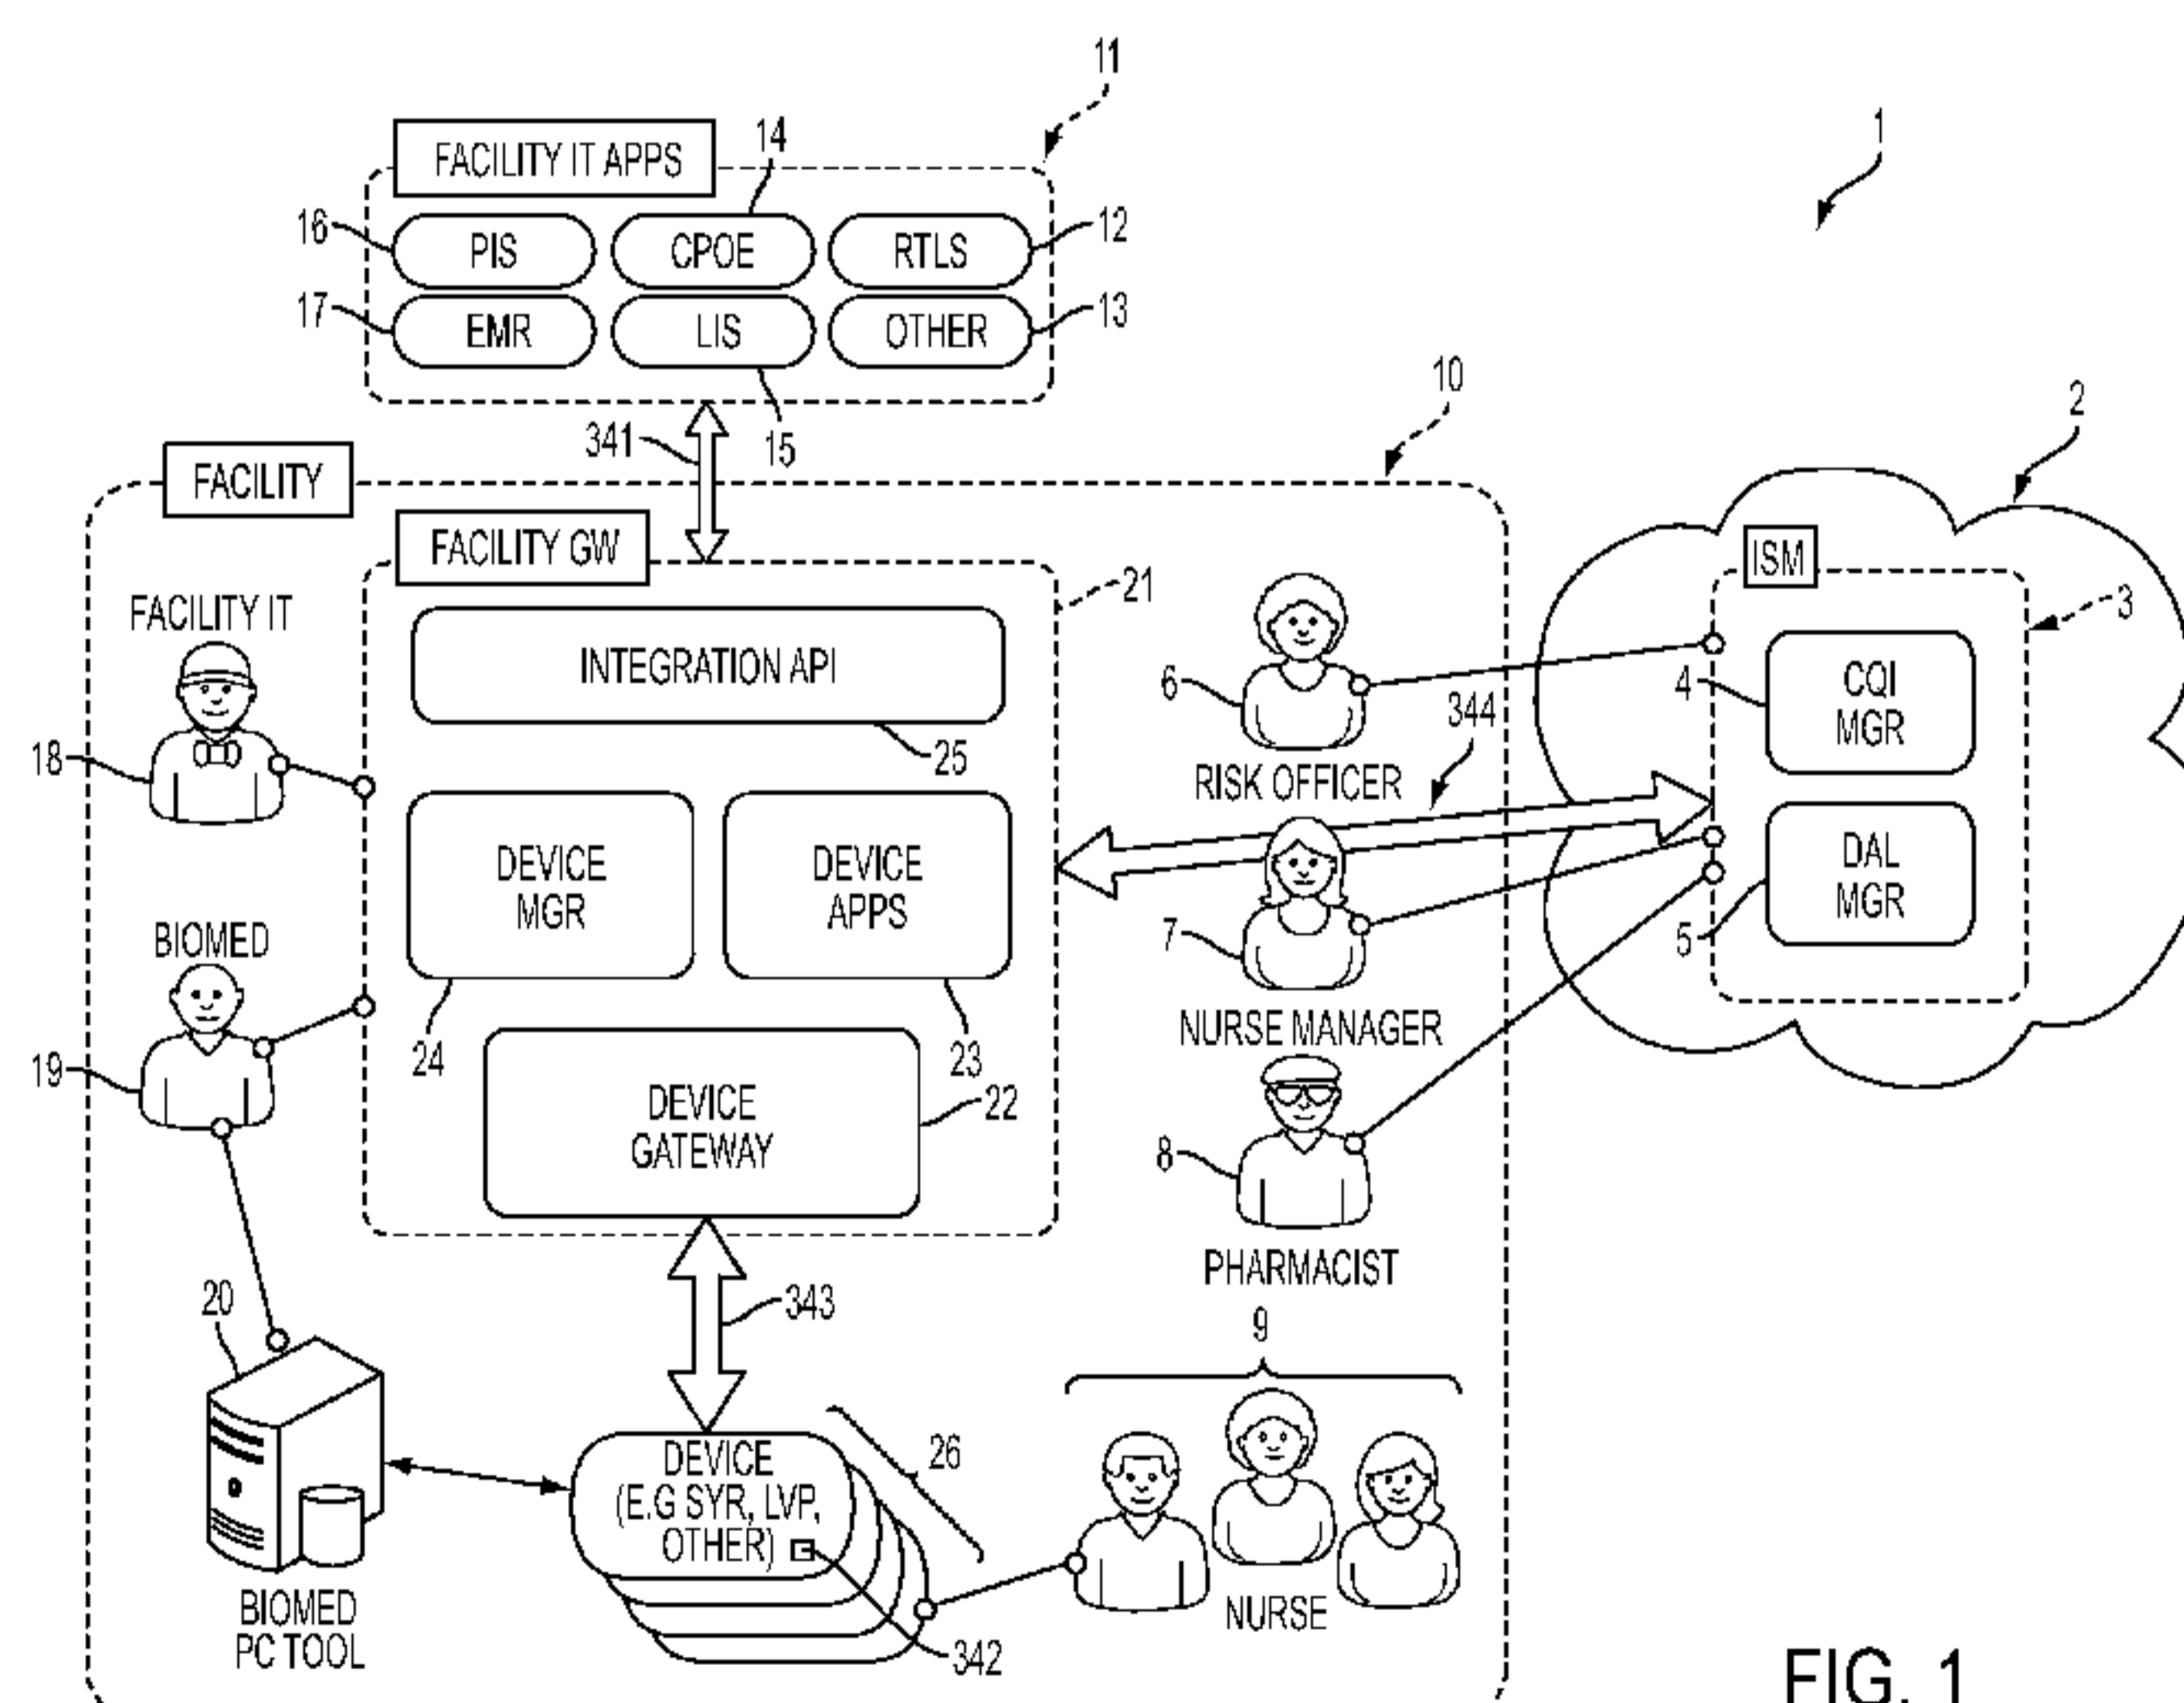 11
1
FACILITY IT APPS
14
16
PIS
CPOE
RTLS
12
17
EMR
LIS
OTHER
13
341
15
10
2
FACILITY
FACILITY GW
21
ISM
3
FACILITY IT
INTEGRATION API
25
18
6
RISK OFFICER
344
4
CQI
MGR
DEVICE
MGR
DEVICE
APPS
24
23
7
NURSE MANAGER
5
DAL
MGR
BIOMED
19
DEVICE
GATEWAY
22
8
PHARMACIST
20
343
9
BIOMED
PC TOOL
DEVICE
(E.G SYR, LVP,
OTHER)
26
342
NURSE
FIG. 1